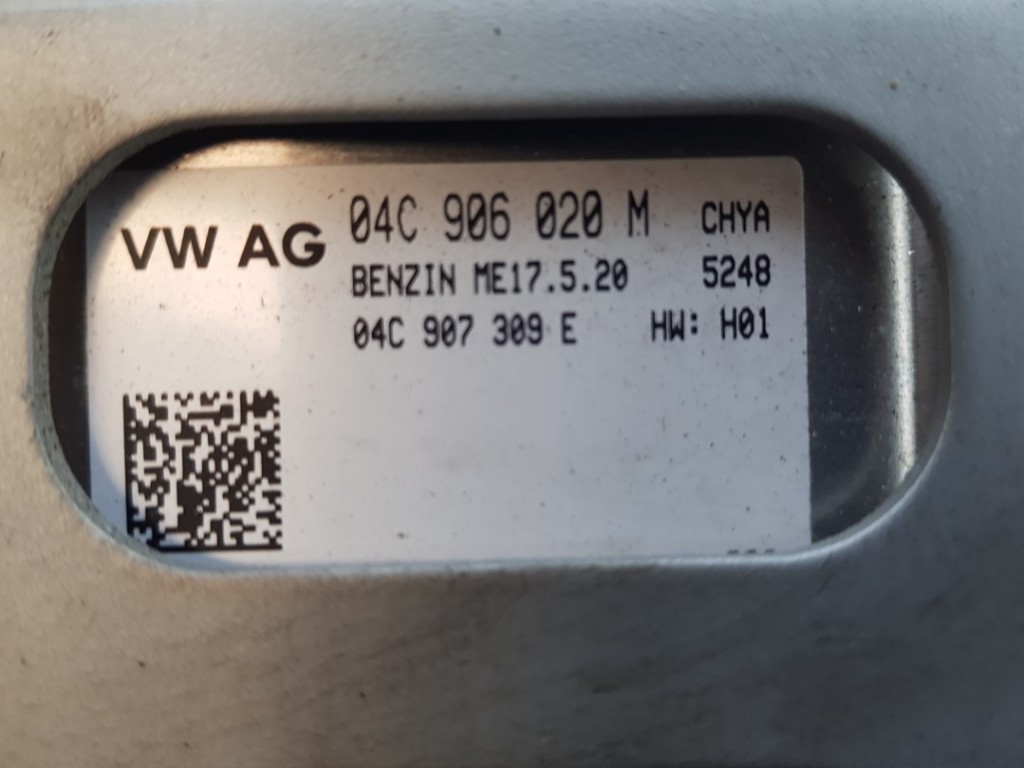 VW AG
04C 906 020 M CHYA
BENZIN ME17.5.20 5248
04C 907 309 E HW: H01